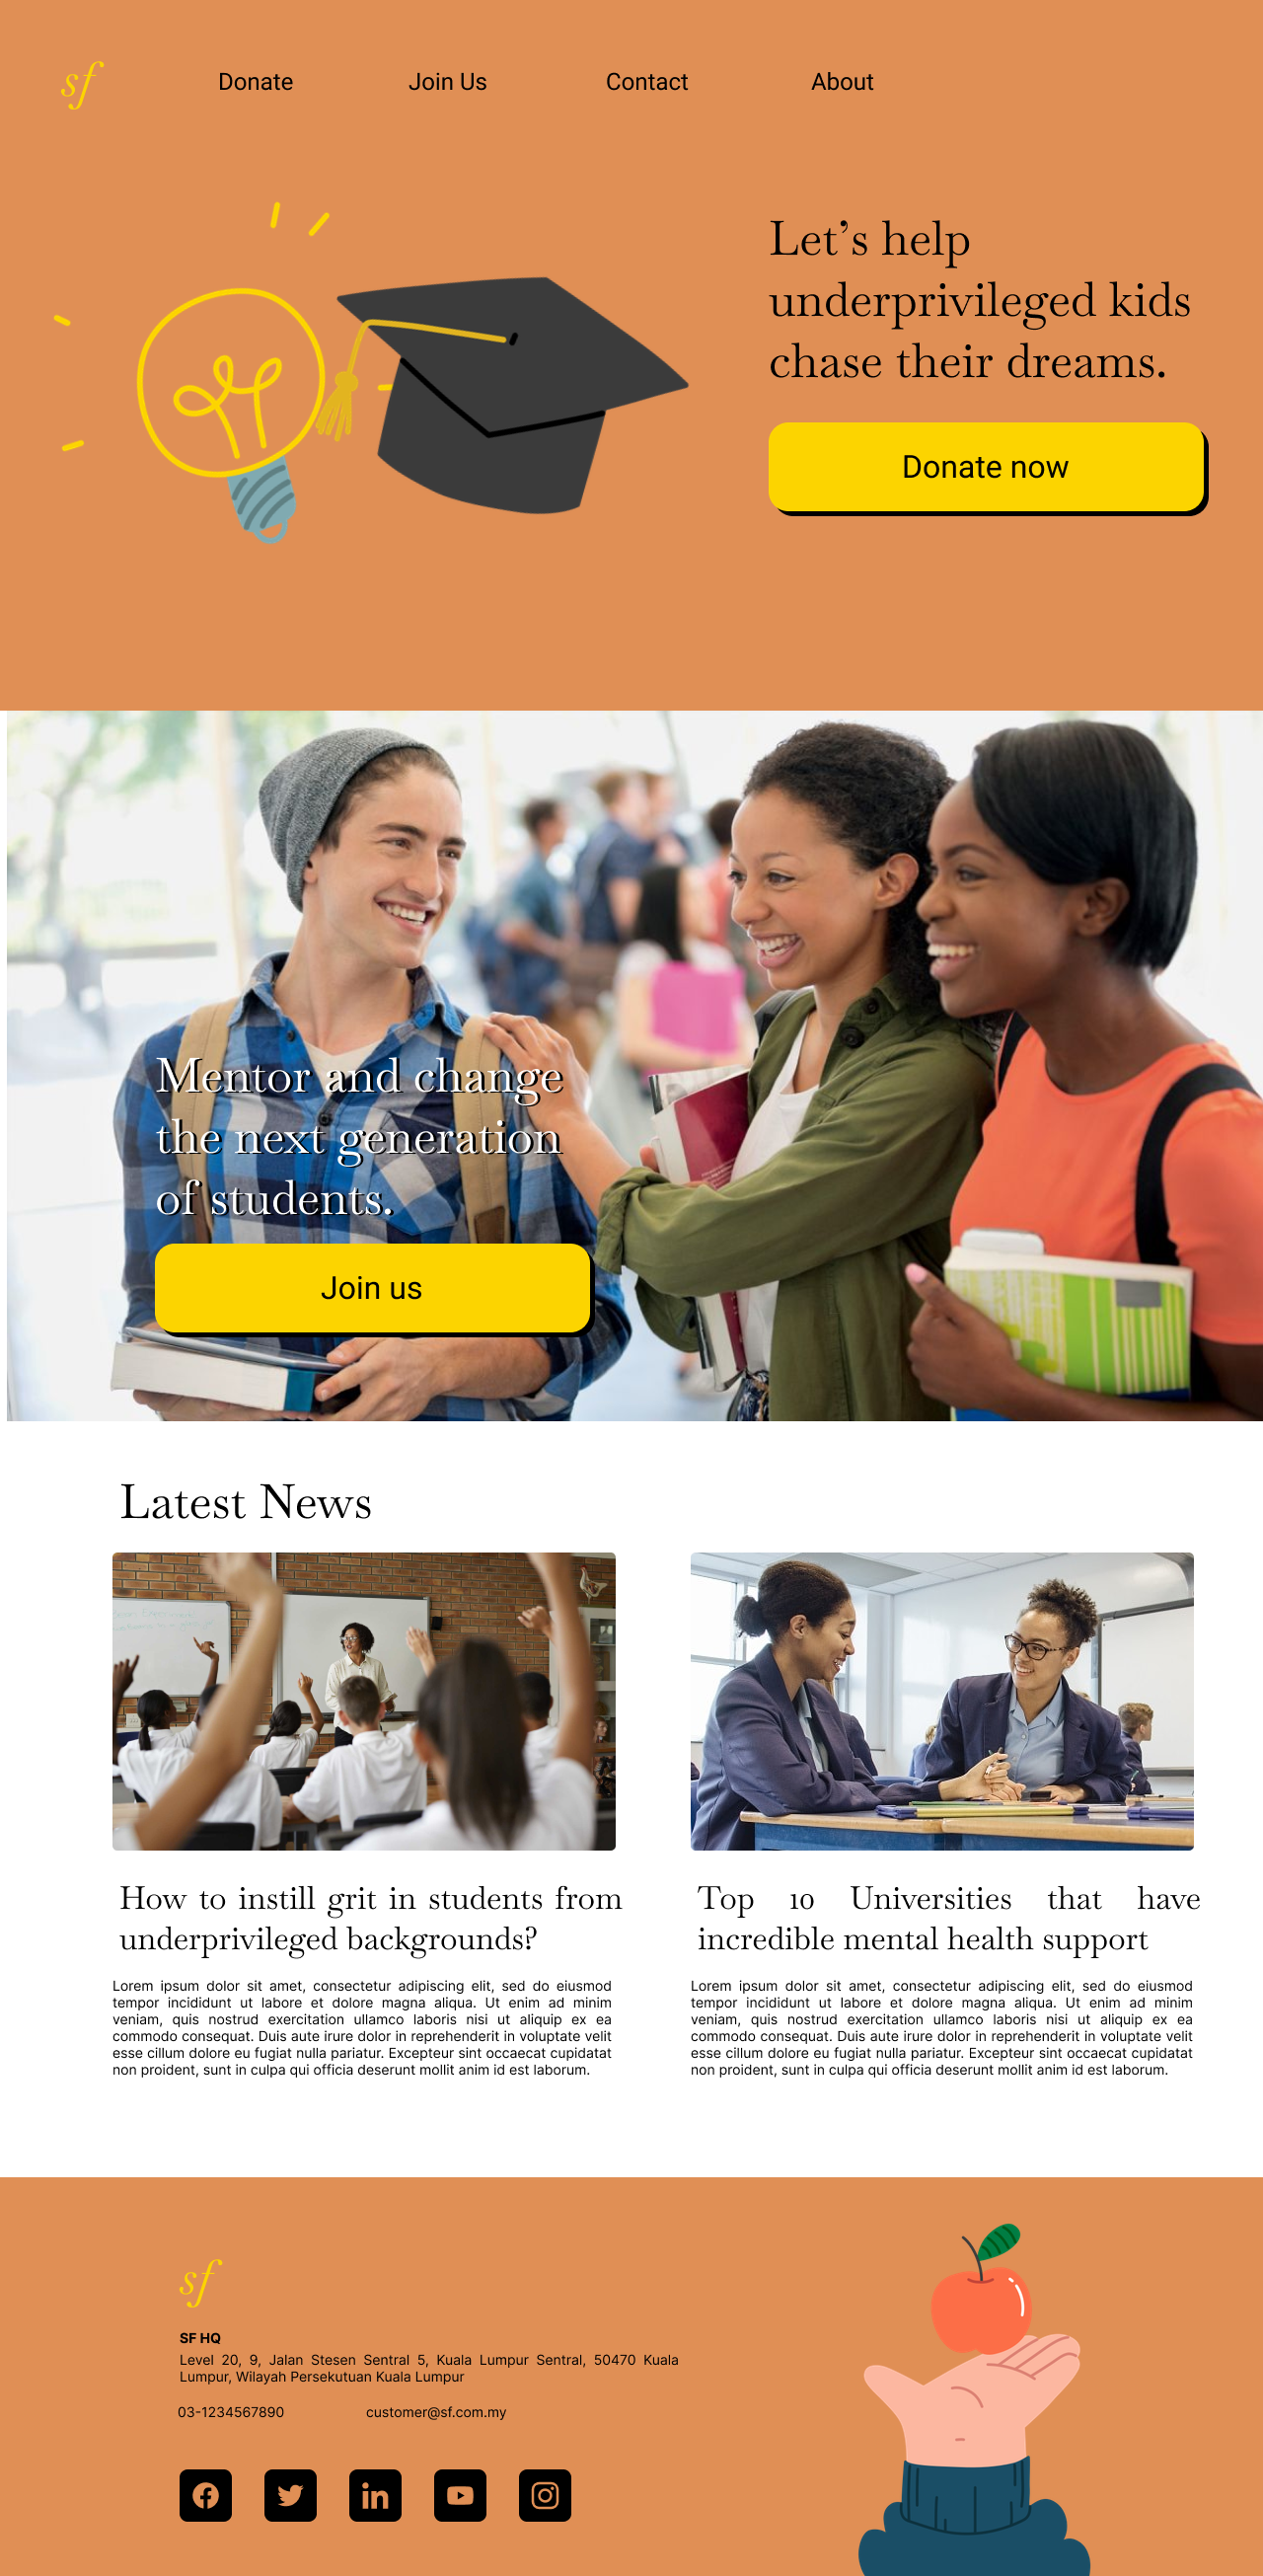 sf
Donate
Join Us
Contact
About
Let’s help
underprivileged kids
chase their dreams.
Donate now
Mentor and change
the next generation
of students.
Join us
Latest News
How to instill grit in students from
underprivileged backgrounds?
Lorem ipsum dolor sit amet, consectetur adipiscing elit, sed do eiusmod
tempor incididunt ut labore et dolore magna aliqua. Ut enim ad minim
veniam, quis nostrud exercitation ullamco laboris nisi ut aliquip ex ea
commodo consequat. Duis aute irure dolor in reprehenderit in voluptate velit
esse cillum dolore eu fugiat nulla pariatur. Excepteur sint occaecat cupidatat
non proident, sunt in culpa qui officia deserunt mollit anim id est laborum.
Top 10 Universities that have
incredible mental health support
Lorem ipsum dolor sit amet, consectetur adipiscing elit, sed do eiusmod
tempor incididunt ut labore et dolore magna aliqua. Ut enim ad minim
veniam, quis nostrud exercitation ullamco laboris nisi ut aliquip ex ea
commodo consequat. Duis aute irure dolor in reprehenderit in voluptate velit
esse cillum dolore eu fugiat nulla pariatur. Excepteur sint occaecat cupidatat
non proident, sunt in culpa qui officia deserunt mollit anim id est laborum.
sf
SF HQ
Level 20, 9, Jalan Stesen Sentral 5, Kuala Lumpur Sentral, 50470 Kuala
Lumpur, Wilayah Persekutuan Kuala Lumpur
03-1234567890
customer@sf.com.my